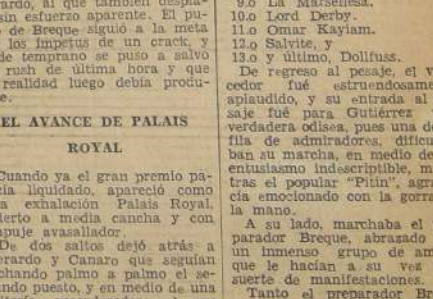 ardo, al que también despla-
sin esfuerzo aparente. El pu-
de Breque siguió a la meta
los ímpetus de un crack, y
de temprano se puso a salvo
rush de última hora y que
realidad luego debía produ-
e.
EL AVANCE DE PALAIS
ROYAL
Cuando ya el gran premio pa-
cía liquidado, apareció como
a exhalación Palais Royal,
ierto a media cancha y con
puje avasallador.
De dos saltos dejó atrás a
erardo y Canaro que seguían
chando palmo a palmo el se-
undo puesto, y en medio de una
9.o La Marsellesa.
10.o Lord Derby.
11.o Omar Kayiam.
12.o Salvite, y
13.o y último, Dollfuss.
De regreso al pesaje, el v
cedor fué estruendosame
aplaudido, y su entrada al
saje fué para Gutiérrez
verdadera odisea, pues una d
fila de admiradores, dificu
ban su marcha, en medio de
entusiasmo indescriptible, m
tras el popular "Pitín", agra
cía emocionado con la gorra
la mano.
A su lado, marchaba el
parador Breque, abrazado
un inmenso grupo de am
que le hacían a su vez
suerte de manifestaciones.
Tanto el preparador Br